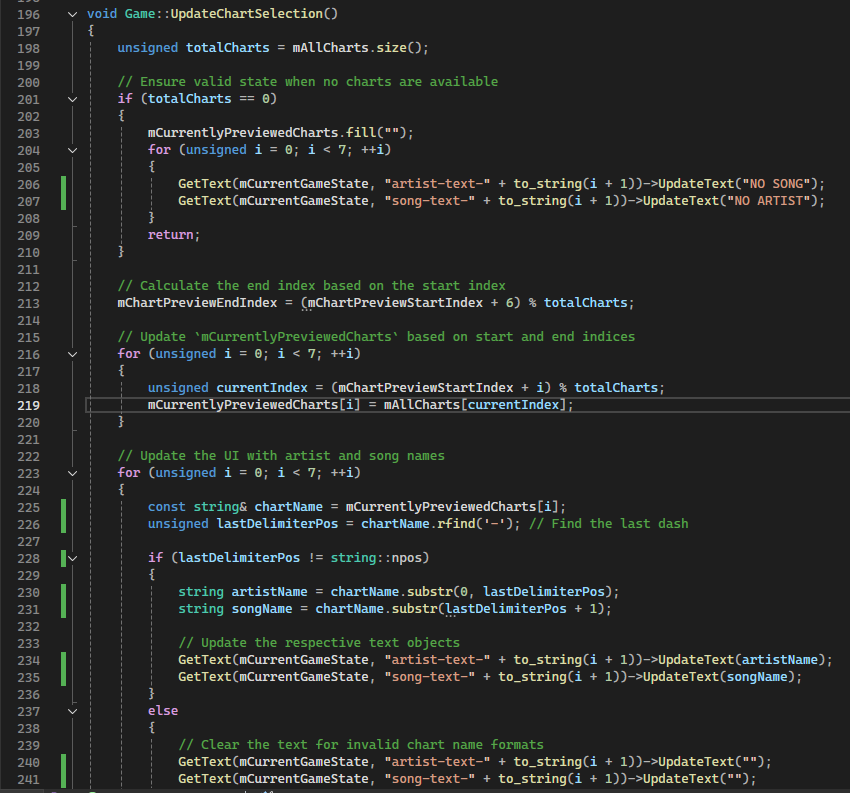 196 void Game::UpdateChartSelection()
197 {
198 unsigned totalCharts = mAllCharts.size();
199
200 // Ensure valid state when no charts are available
201 if (totalCharts == 0)
202 {
203 mCurrentlyPreviewedCharts.fill("");
204 for (unsigned i = 0; i < 7; ++i)
205 {
206 GetText(mCurrentGameState, "artist-text-" + to_string(i + 1))->UpdateText("NO SONG");
207 GetText(mCurrentGameState, "song-text-" + to_string(i + 1))->UpdateText("NO ARTIST");
208 }
209 return;
210 }
211
212 // Calculate the end index based on the start index
213 mChartPreviewEndIndex = (mChartPreviewStartIndex + 6) % totalCharts;
214
215 // Update `mCurrentlyPreviewedCharts` based on start and end indices
216 for (unsigned i = 0; i < 7; ++i)
217 {
218 unsigned currentIndex = (mChartPreviewStartIndex + i) % totalCharts;
219 mCurrentlyPreviewedCharts[i] = mAllCharts[currentIndex];
220 }
221
222 // Update the UI with artist and song names
223 for (unsigned i = 0; i < 7; ++i)
224 {
225 const string& chartName = mCurrentlyPreviewedCharts[i];
226 unsigned lastDelimiterPos = chartName.rfind('-'); // Find the last dash
227
228 if (lastDelimiterPos != string::npos)
229 {
230 string artistName = chartName.substr(0, lastDelimiterPos);
231 string songName = chartName.substr(lastDelimiterPos + 1);
232
233 // Update the respective text objects
234 GetText(mCurrentGameState, "artist-text-" + to_string(i + 1))->UpdateText(artistName);
235 GetText(mCurrentGameState, "song-text-" + to_string(i + 1))->UpdateText(songName);
236 }
237 else
238 {
239 // Clear the text for invalid chart name formats
240 GetText(mCurrentGameState, "artist-text-" + to_string(i + 1))->UpdateText("");
241 GetText(mCurrentGameState, "song-text-" + to_string(i + 1))->UpdateText("");